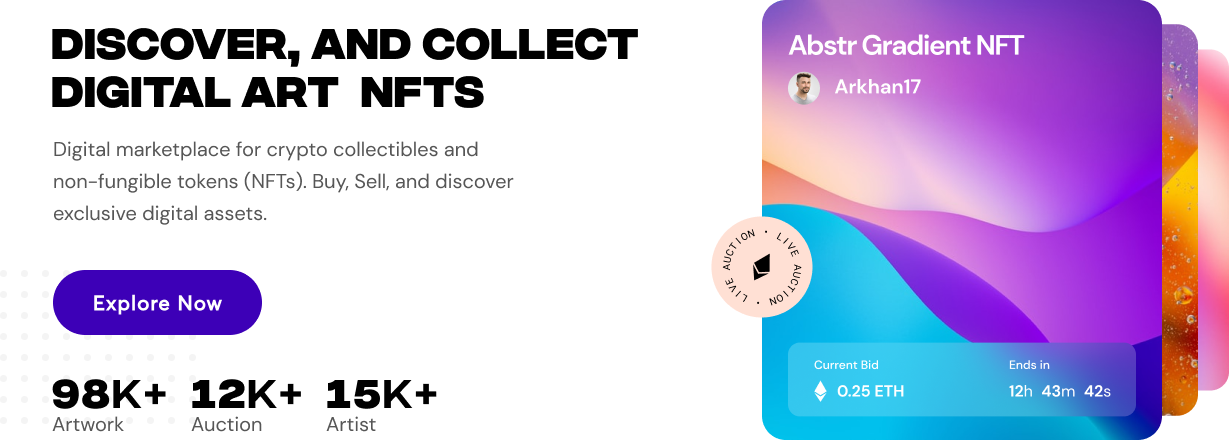 DISCOVER, AND COLLECT
DIGITAL ART NFTS
Digital marketplace for crypto collectibles and
non-fungible tokens (NFTs). Buy, Sell, and discover
exclusive digital assets.
Explore Now
98K+ 12K+ 15K+
Artwork Auction Artist
Abstr Gradient NFT
Arkhan17
LIVE AUCTION • LIVE AUCTION •
Current Bid Ends in
0.25 ETH 12h 43m 42s